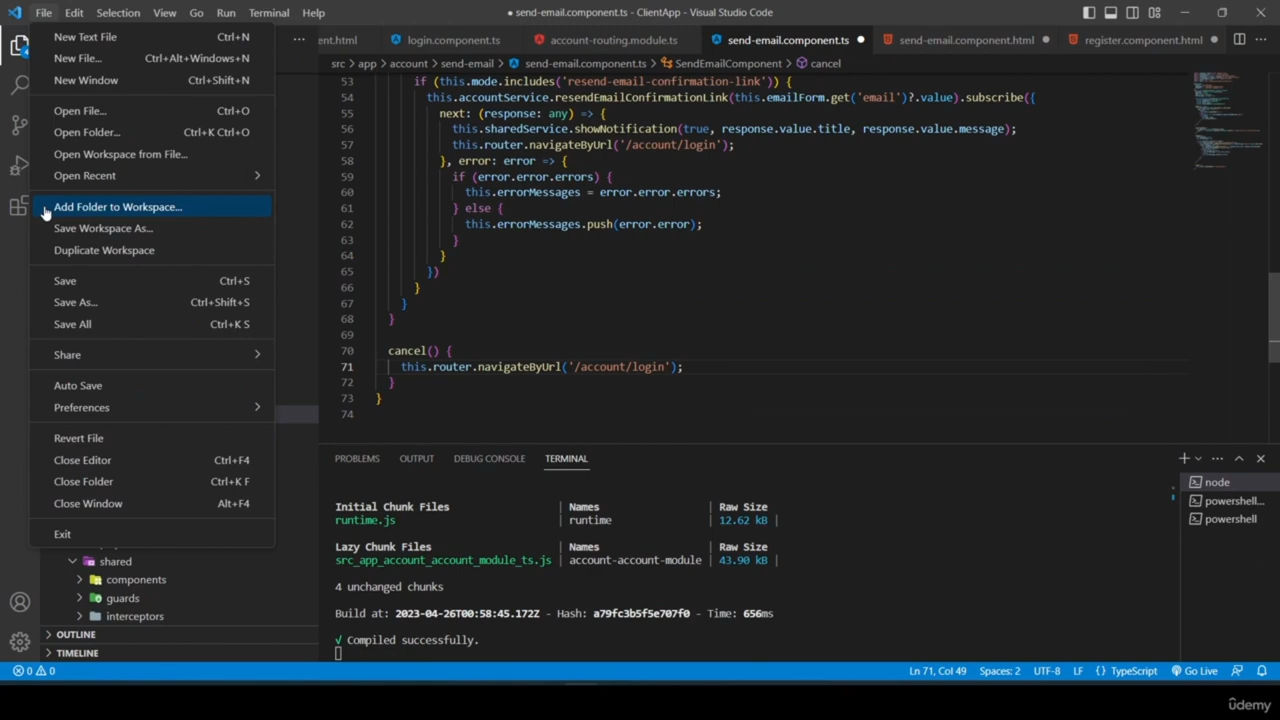 File Edit Selection View Go Run Terminal Help
● send-email.component.ts - ClientApp - Visual Studio Code
New Text File Ctrl+N
New File... Ctrl+Alt+Windows+N
New Window Ctrl+Shift+N
Open File... Ctrl+O
Open Folder... Ctrl+K Ctrl+O
Open Workspace from File...
Open Recent
Add Folder to Workspace...
Save Workspace As...
Duplicate Workspace
Save Ctrl+S
Save As... Ctrl+Shift+S
Save All Ctrl+K S
Share
Auto Save
Preferences
Revert File
Close Editor Ctrl+F4
Close Folder Ctrl+K F
Close Window Alt+F4
Exit
shared
components
guards
interceptors
OUTLINE
TIMELINE
ent.html login.component.ts account-routing.module.ts send-email.component.ts send-email.component.html register.component.html
src > app > account > send-email > send-email.component.ts > SendEmailComponent > cancel
53 if (this.mode.includes('resend-email-confirmation-link')) {
54 this.accountService.resendEmailConfirmationLink(this.emailForm.get('email')?.value).subscribe({
55 next: (response: any) => {
56 this.sharedService.showNotification(true, response.value.title, response.value.message);
57 this.router.navigateByUrl('/account/login');
58 }, error: error => {
59 if (error.error.errors) {
60 this.errorMessages = error.error.errors;
61 } else {
62 this.errorMessages.push(error.error);
63 }
64 }
65 })
66 }
67 }
68 }
69
70 cancel() {
71 this.router.navigateByUrl('/account/login');
72 }
73 }
74
PROBLEMS OUTPUT DEBUG CONSOLE TERMINAL
Initial Chunk Files | Names | Raw Size
runtime.js | runtime | 12.62 kB |
Lazy Chunk Files | Names | Raw Size
src_app_account_account_module_ts.js | account-account-module | 43.90 kB |
4 unchanged chunks
Build at: 2023-04-26T00:58:45.172Z - Hash: a79fc3b5f5e707f0 - Time: 656ms
√ Compiled successfully.
node
powershell...
powershell
0 0
Ln 71, Col 49 Spaces: 2 UTF-8 LF {} TypeScript Go Live
ûdemy